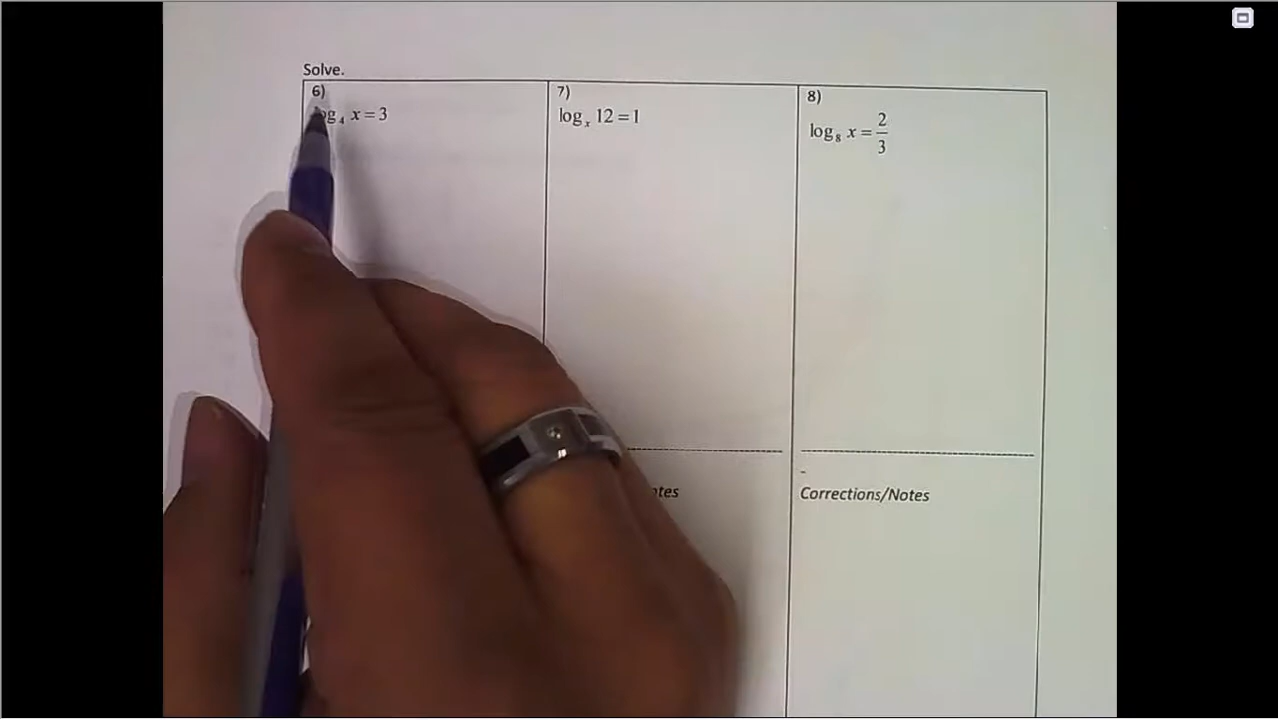 Solve.
6)
log₄ x = 3
7)
logₓ 12 = 1
8)
log₈ x = 2/3
-
Corrections/Notes